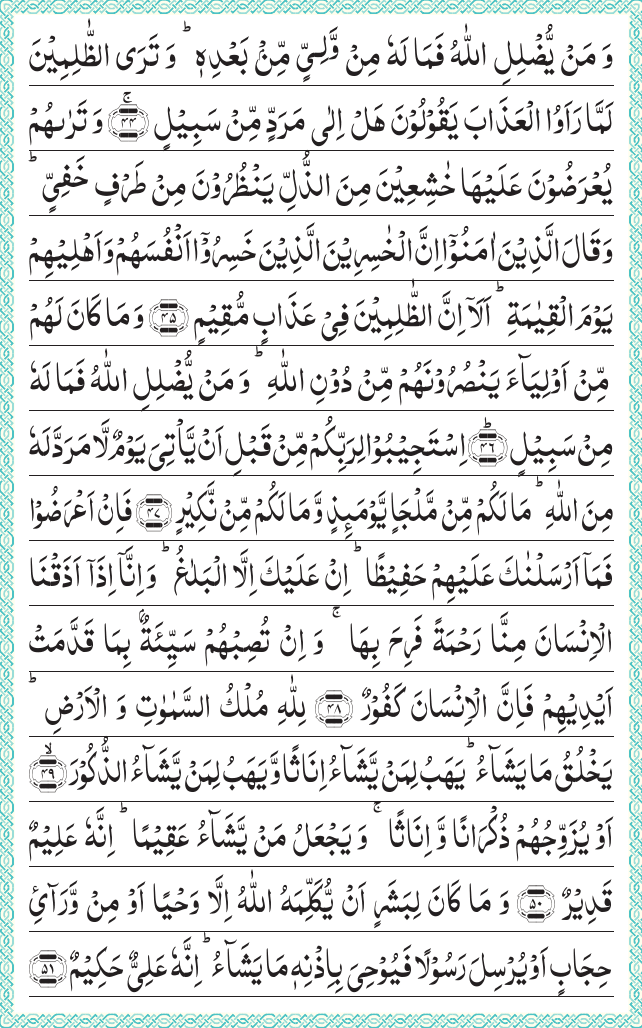 وَ مَنۡ یُّضۡلِلِ اللّٰهُ فَمَا لَهٗ مِنۡ وَّلِیٍّ مِّنۡۢ بَعۡدِهٖ ؕ وَ تَرَی الظّٰلِمِیۡنَ
لَمَّا رَاَوُا الۡعَذَابَ یَقُوۡلُوۡنَ هَلۡ اِلٰی مَرَدٍّ مِّنۡ سَبِیۡلٍ ﴿ۚ۴۴﴾ وَ تَرٰىهُمۡ
یُعۡرَضُوۡنَ عَلَیۡهَا خٰشِعِیۡنَ مِنَ الذُّلِّ یَنۡظُرُوۡنَ مِنۡ طَرۡفٍ خَفِیٍّ ؕ
وَ قَالَ الَّذِیۡنَ اٰمَنُوۡۤا اِنَّ الۡخٰسِرِیۡنَ الَّذِیۡنَ خَسِرُوۡۤا اَنۡفُسَهُمۡ وَ اَهۡلِیۡهِمۡ
یَوۡمَ الۡقِیٰمَةِ ؕ اَلَاۤ اِنَّ الظّٰلِمِیۡنَ فِیۡ عَذَابٍ مُّقِیۡمٍ ﴿۴۵﴾ وَ مَا كَانَ لَهُمۡ
مِّنۡ اَوۡلِیَآءَ یَنۡصُرُوۡنَهُمۡ مِّنۡ دُوۡنِ اللّٰهِ ؕ وَ مَنۡ یُّضۡلِلِ اللّٰهُ فَمَا لَهٗ
مِنۡ سَبِیۡلٍ ﴿ؕ۴۶﴾ اِسۡتَجِیۡبُوۡا لِرَبِّكُمۡ مِّنۡ قَبۡلِ اَنۡ یَّاۡتِیَ یَوۡمٌ لَّا مَرَدَّ لَهٗ
مِنَ اللّٰهِ ؕ مَا لَكُمۡ مِّنۡ مَّلۡجَاٍ یَّوۡمَئِذٍ وَّ مَا لَكُمۡ مِّنۡ نَّكِیۡرٍ ﴿۴۷﴾ فَاِنۡ اَعۡرَضُوۡا
فَمَاۤ اَرۡسَلۡنٰكَ عَلَیۡهِمۡ حَفِیۡظًا ؕ اِنۡ عَلَیۡكَ اِلَّا الۡبَلٰغُ ؕ وَ اِنَّاۤ اِذَاۤ اَذَقۡنَا
الۡاِنۡسَانَ مِنَّا رَحۡمَةً فَرِحَ بِهَا ۚ وَ اِنۡ تُصِبۡهُمۡ سَیِّئَةٌۢ بِمَا قَدَّمَتۡ
اَیۡدِیۡهِمۡ فَاِنَّ الۡاِنۡسَانَ كَفُوۡرٌ ﴿۴۸﴾ لِلّٰهِ مُلۡكُ السَّمٰوٰتِ وَ الۡاَرۡضِ ؕ
یَخۡلُقُ مَا یَشَآءُ ؕ یَهَبُ لِمَنۡ یَّشَآءُ اِنَاثًا وَّ یَهَبُ لِمَنۡ یَّشَآءُ الذُّكُوۡرَ ﴿ۙ۴۹﴾
اَوۡ یُزَوِّجُهُمۡ ذُكۡرَانًا وَّ اِنَاثًا ۚ وَ یَجۡعَلُ مَنۡ یَّشَآءُ عَقِیۡمًا ؕ اِنَّهٗ عَلِیۡمٌ
قَدِیۡرٌ ﴿۵۰﴾ وَ مَا كَانَ لِبَشَرٍ اَنۡ یُّكَلِّمَهُ اللّٰهُ اِلَّا وَحۡیًا اَوۡ مِنۡ وَّرَآئِ
حِجَابٍ اَوۡ یُرۡسِلَ رَسُوۡلًا فَیُوۡحِیَ بِاِذۡنِهٖ مَا یَشَآءُ ؕ اِنَّهٗ عَلِیٌّ حَكِیۡمٌ ﴿۵۱﴾